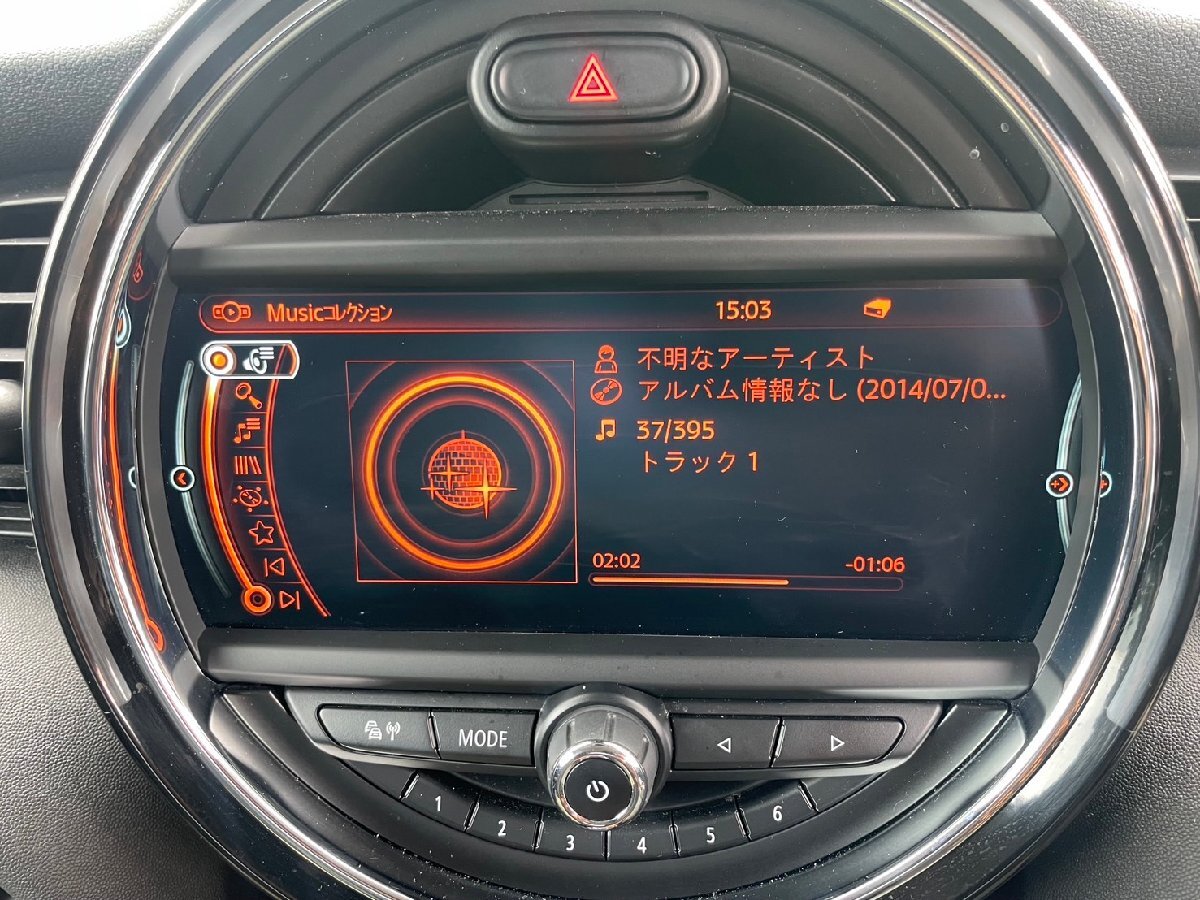 Musicコレクション 15:03
不明なアーティスト
アルバム情報なし (2014/07/0...
37/395
トラック 1
02:02 -01:06
MODE
1 2 3 4 5 6